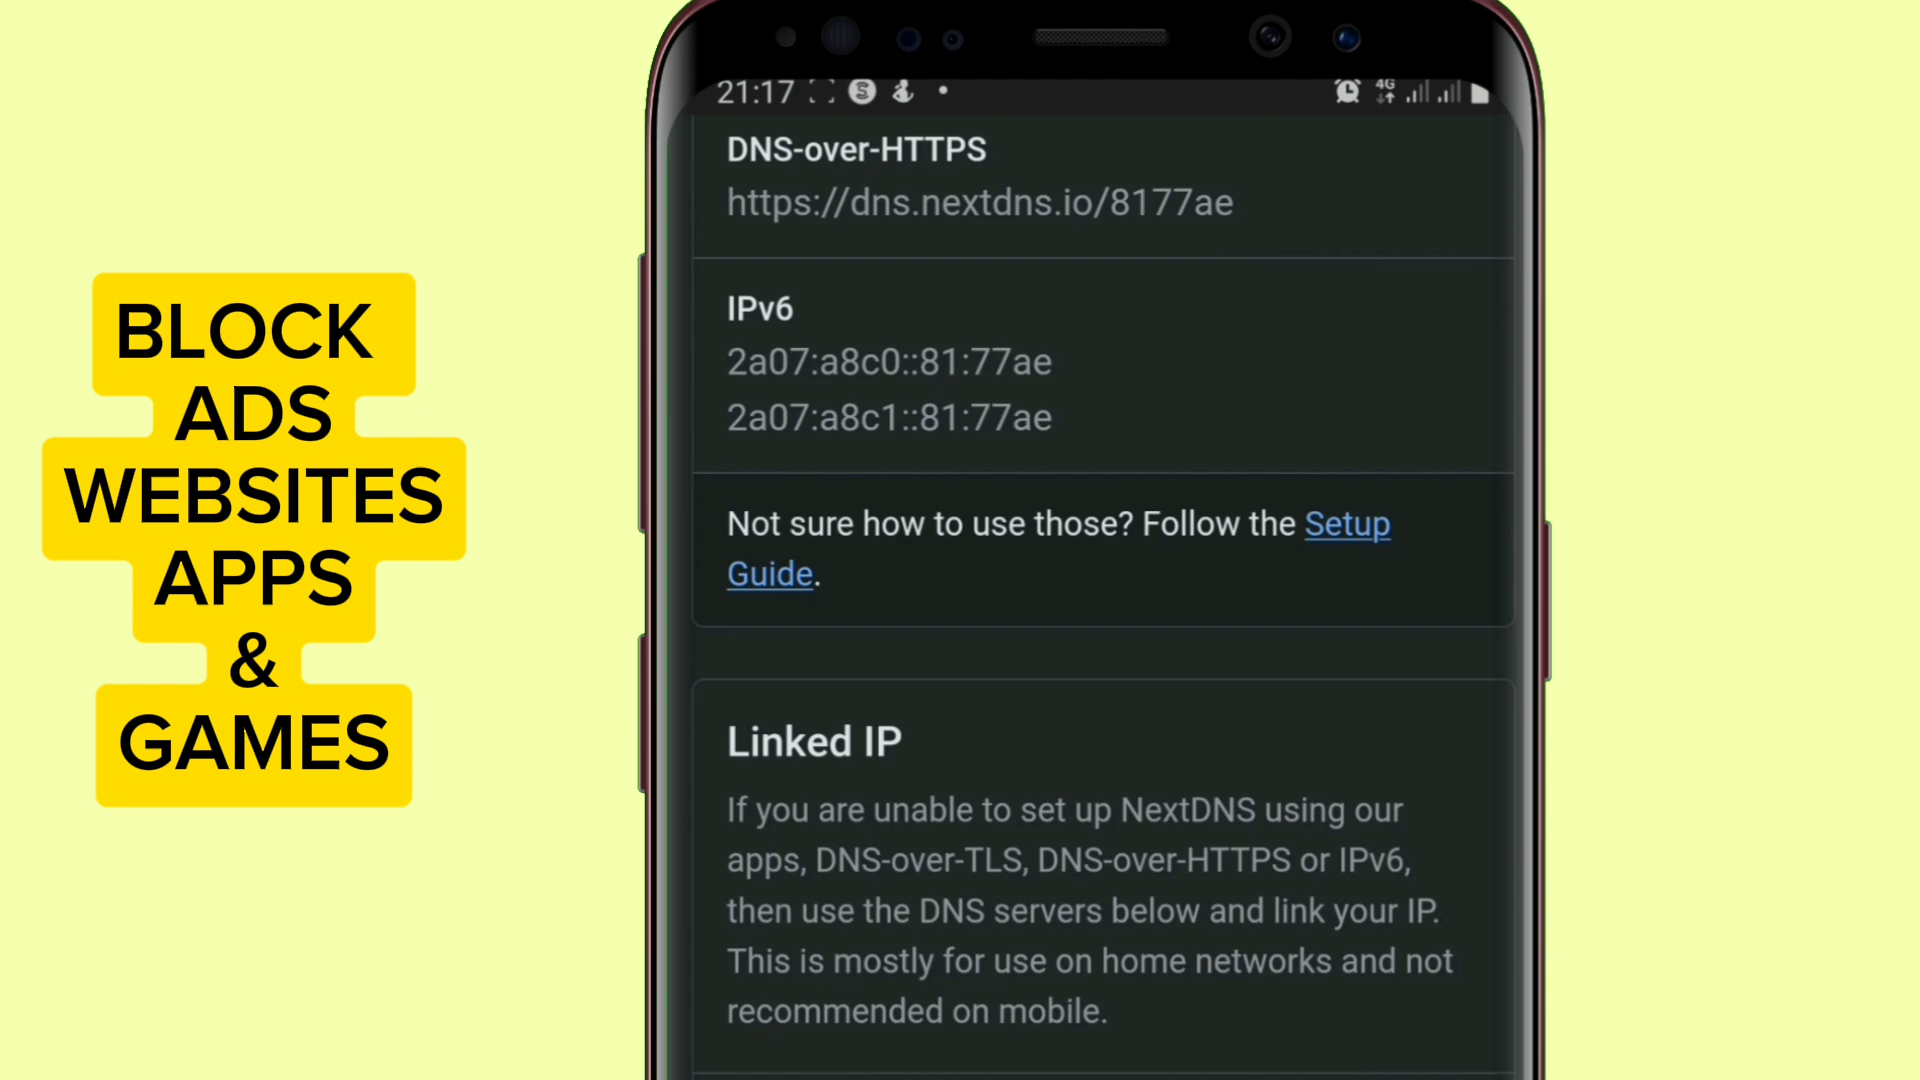 BLOCK
ADS
WEBSITES
APPS
&
GAMES
21:17
4G
DNS-over-HTTPS
https://dns.nextdns.io/8177ae
IPv6
2a07:a8c0::81:77ae
2a07:a8c1::81:77ae
Not sure how to use those? Follow the Setup
Guide.
Linked IP
If you are unable to set up NextDNS using our
apps, DNS-over-TLS, DNS-over-HTTPS or IPv6,
then use the DNS servers below and link your IP.
This is mostly for use on home networks and not
recommended on mobile.